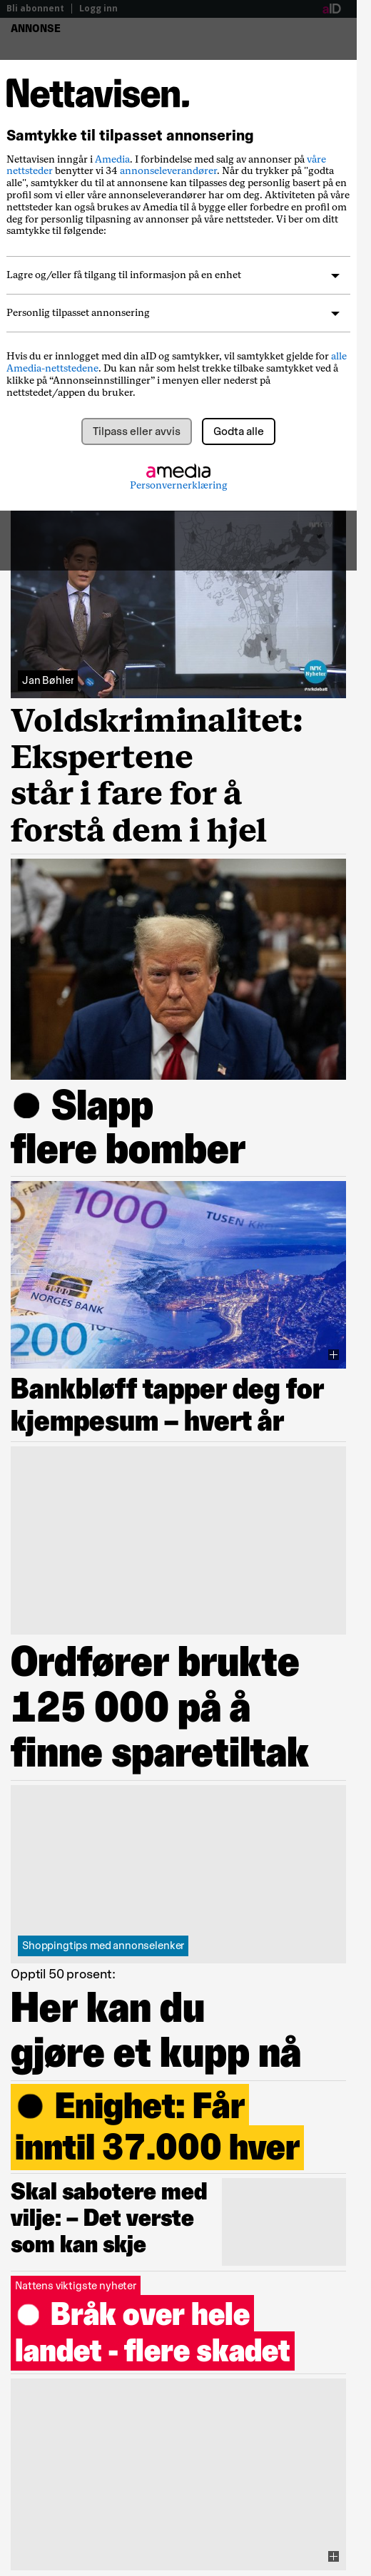 Bli abonnent | Logg inn
aID
ANNONSE
Nettavisen.
Samtykke til tilpasset annonsering
Nettavisen inngår i Amedia. I forbindelse med salg av annonser på våre
nettsteder benytter vi 34 annonseleverandører. Når du trykker på "godta
alle", samtykker du til at annonsene kan tilpasses deg personlig basert på en
profil som vi eller våre annonseleverandører har om deg. Aktiviteten på våre
nettsteder kan også brukes av Amedia til å bygge eller forbedre en profil om
deg for personlig tilpasning av annonser på våre nettsteder. Vi ber om ditt
samtykke til følgende:
Lagre og/eller få tilgang til informasjon på en enhet
Personlig tilpasset annonsering
Hvis du er innlogget med din aID og samtykker, vil samtykket gjelde for alle
Amedia-nettstedene. Du kan når som helst trekke tilbake samtykket ved å
klikke på “Annonseinnstillinger” i menyen eller nederst på
nettstedet/appen du bruker.
Tilpass eller avvis
Godta alle
amedia
Personvernerklæring
nrc
Nyheter
Jan Bøhler
Voldskriminalitet:
Ekspertene
står i fare for å
forstå dem i hjel
● Slapp
flere bomber
1000
TUSEN
1000
NORGES BANK
200
Bankbløff tapper deg for
kjempesum – hvert år
Ordfører brukte
125 000 på å
finne sparetiltak
Shoppingtips med annonselenker
Opptil 50 prosent:
Her kan du
gjøre et kupp nå
● Enighet: Får
inntil 37.000 hver
Skal sabotere med
vilje: – Det verste
som kan skje
Nattens viktigste nyheter
● Bråk over hele
landet - flere skadet